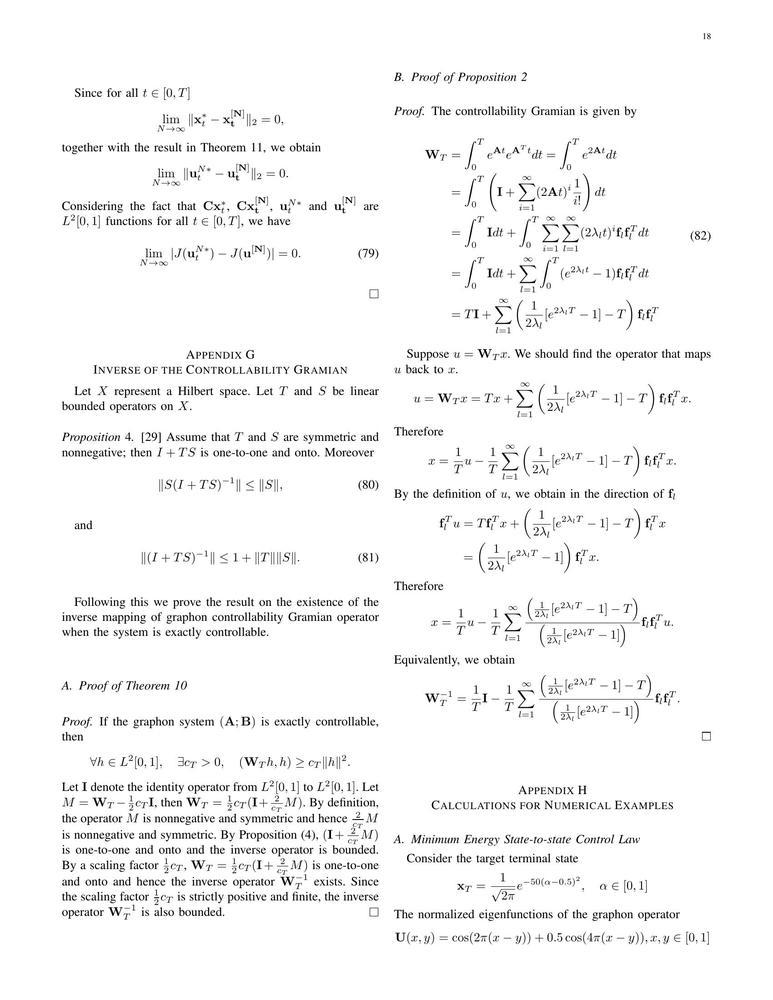 18
Since for all $t \in [0, T]$
$$\lim_{N\to\infty} \|\mathbf{x}_t^* - \mathbf{x}_{\mathbf{t}}^{[\mathbf{N}]}\|_2 = 0,$$
together with the result in Theorem 11, we obtain
$$\lim_{N\to\infty} \|\mathbf{u}_t^{N*} - \mathbf{u}_{\mathbf{t}}^{[\mathbf{N}]}\|_2 = 0.$$
Considering the fact that $\mathbf{C}\mathbf{x}_t^*$, $\mathbf{C}\mathbf{x}_{\mathbf{t}}^{[\mathbf{N}]}$, $\mathbf{u}_t^{N*}$ and $\mathbf{u}_{\mathbf{t}}^{[\mathbf{N}]}$ are
$L^2[0, 1]$ functions for all $t \in [0, T]$, we have
$$\lim_{N\to\infty} |J(\mathbf{u}_t^{N*}) - J(\mathbf{u}^{[\mathbf{N}]})| = 0. \quad (79)$$
□
APPENDIX G
INVERSE OF THE CONTROLLABILITY GRAMIAN
Let $X$ represent a Hilbert space. Let $T$ and $S$ be linear
bounded operators on $X$.
Proposition 4. [29] Assume that $T$ and $S$ are symmetric and
nonnegative; then $I + TS$ is one-to-one and onto. Moreover
$$\|S(I + TS)^{-1}\| \leq \|S\|, \quad (80)$$
and
$$\|(I + TS)^{-1}\| \leq 1 + \|T\|\|S\|. \quad (81)$$
Following this we prove the result on the existence of the
inverse mapping of graphon controllability Gramian operator
when the system is exactly controllable.
A. Proof of Theorem 10
Proof. If the graphon system $(\mathbf{A}; \mathbf{B})$ is exactly controllable,
then
$$\forall h \in L^2[0, 1], \quad \exists c_T > 0, \quad (\mathbf{W}_T h, h) \geq c_T \|h\|^2.$$
Let $\mathbf{I}$ denote the identity operator from $L^2[0, 1]$ to $L^2[0, 1]$. Let
$M = \mathbf{W}_T - \frac{1}{2}c_T\mathbf{I}$, then $\mathbf{W}_T = \frac{1}{2}c_T(\mathbf{I} + \frac{2}{c_T}M)$. By definition,
the operator $M$ is nonnegative and symmetric and hence $\frac{2}{c_T}M$
is nonnegative and symmetric. By Proposition (4), $(\mathbf{I} + \frac{2}{c_T}M)$
is one-to-one and onto and the inverse operator is bounded.
By a scaling factor $\frac{1}{2}c_T$, $\mathbf{W}_T = \frac{1}{2}c_T(\mathbf{I} + \frac{2}{c_T}M)$ is one-to-one
and onto and hence the inverse operator $\mathbf{W}_T^{-1}$ exists. Since
the scaling factor $\frac{1}{2}c_T$ is strictly positive and finite, the inverse
operator $\mathbf{W}_T^{-1}$ is also bounded. □
B. Proof of Proposition 2
Proof. The controllability Gramian is given by
$$\mathbf{W}_T = \int_0^T e^{\mathbf{A}t}e^{\mathbf{A}^T t}dt = \int_0^T e^{2\mathbf{A}t}dt$$
$$= \int_0^T \left(\mathbf{I} + \sum_{i=1}^{\infty}(2\mathbf{A}t)^i\frac{1}{i!}\right)dt$$
$$= \int_0^T \mathbf{I}dt + \int_0^T \sum_{i=1}^{\infty}\sum_{l=1}^{\infty}(2\lambda_l t)^i\mathbf{f}_l\mathbf{f}_l^T dt \quad (82)$$
$$= \int_0^T \mathbf{I}dt + \sum_{l=1}^{\infty}\int_0^T (e^{2\lambda_l t} - 1)\mathbf{f}_l\mathbf{f}_l^T dt$$
$$= T\mathbf{I} + \sum_{l=1}^{\infty}\left(\frac{1}{2\lambda_l}[e^{2\lambda_l T} - 1] - T\right)\mathbf{f}_l\mathbf{f}_l^T$$
Suppose $u = \mathbf{W}_T x$. We should find the operator that maps
$u$ back to $x$.
$$u = \mathbf{W}_T x = Tx + \sum_{l=1}^{\infty}\left(\frac{1}{2\lambda_l}[e^{2\lambda_l T} - 1] - T\right)\mathbf{f}_l\mathbf{f}_l^T x.$$
Therefore
$$x = \frac{1}{T}u - \frac{1}{T}\sum_{l=1}^{\infty}\left(\frac{1}{2\lambda_l}[e^{2\lambda_l T} - 1] - T\right)\mathbf{f}_l\mathbf{f}_l^T x.$$
By the definition of $u$, we obtain in the direction of $\mathbf{f}_l$
$$\mathbf{f}_l^T u = T\mathbf{f}_l^T x + \left(\frac{1}{2\lambda_l}[e^{2\lambda_l T} - 1] - T\right)\mathbf{f}_l^T x$$
$$= \left(\frac{1}{2\lambda_l}[e^{2\lambda_l T} - 1]\right)\mathbf{f}_l^T x.$$
Therefore
$$x = \frac{1}{T}u - \frac{1}{T}\sum_{l=1}^{\infty}\frac{\left(\frac{1}{2\lambda_l}[e^{2\lambda_l T} - 1] - T\right)}{\left(\frac{1}{2\lambda_l}[e^{2\lambda_l T} - 1]\right)}\mathbf{f}_l\mathbf{f}_l^T u.$$
Equivalently, we obtain
$$\mathbf{W}_T^{-1} = \frac{1}{T}\mathbf{I} - \frac{1}{T}\sum_{l=1}^{\infty}\frac{\left(\frac{1}{2\lambda_l}[e^{2\lambda_l T} - 1] - T\right)}{\left(\frac{1}{2\lambda_l}[e^{2\lambda_l T} - 1]\right)}\mathbf{f}_l\mathbf{f}_l^T.$$
□
APPENDIX H
CALCULATIONS FOR NUMERICAL EXAMPLES
A. Minimum Energy State-to-state Control Law
Consider the target terminal state
$$\mathbf{x}_T = \frac{1}{\sqrt{2\pi}}e^{-50(\alpha-0.5)^2}, \quad \alpha \in [0, 1]$$
The normalized eigenfunctions of the graphon operator
$$\mathbf{U}(x, y) = \cos(2\pi(x - y)) + 0.5\cos(4\pi(x - y)), x, y \in [0, 1]$$